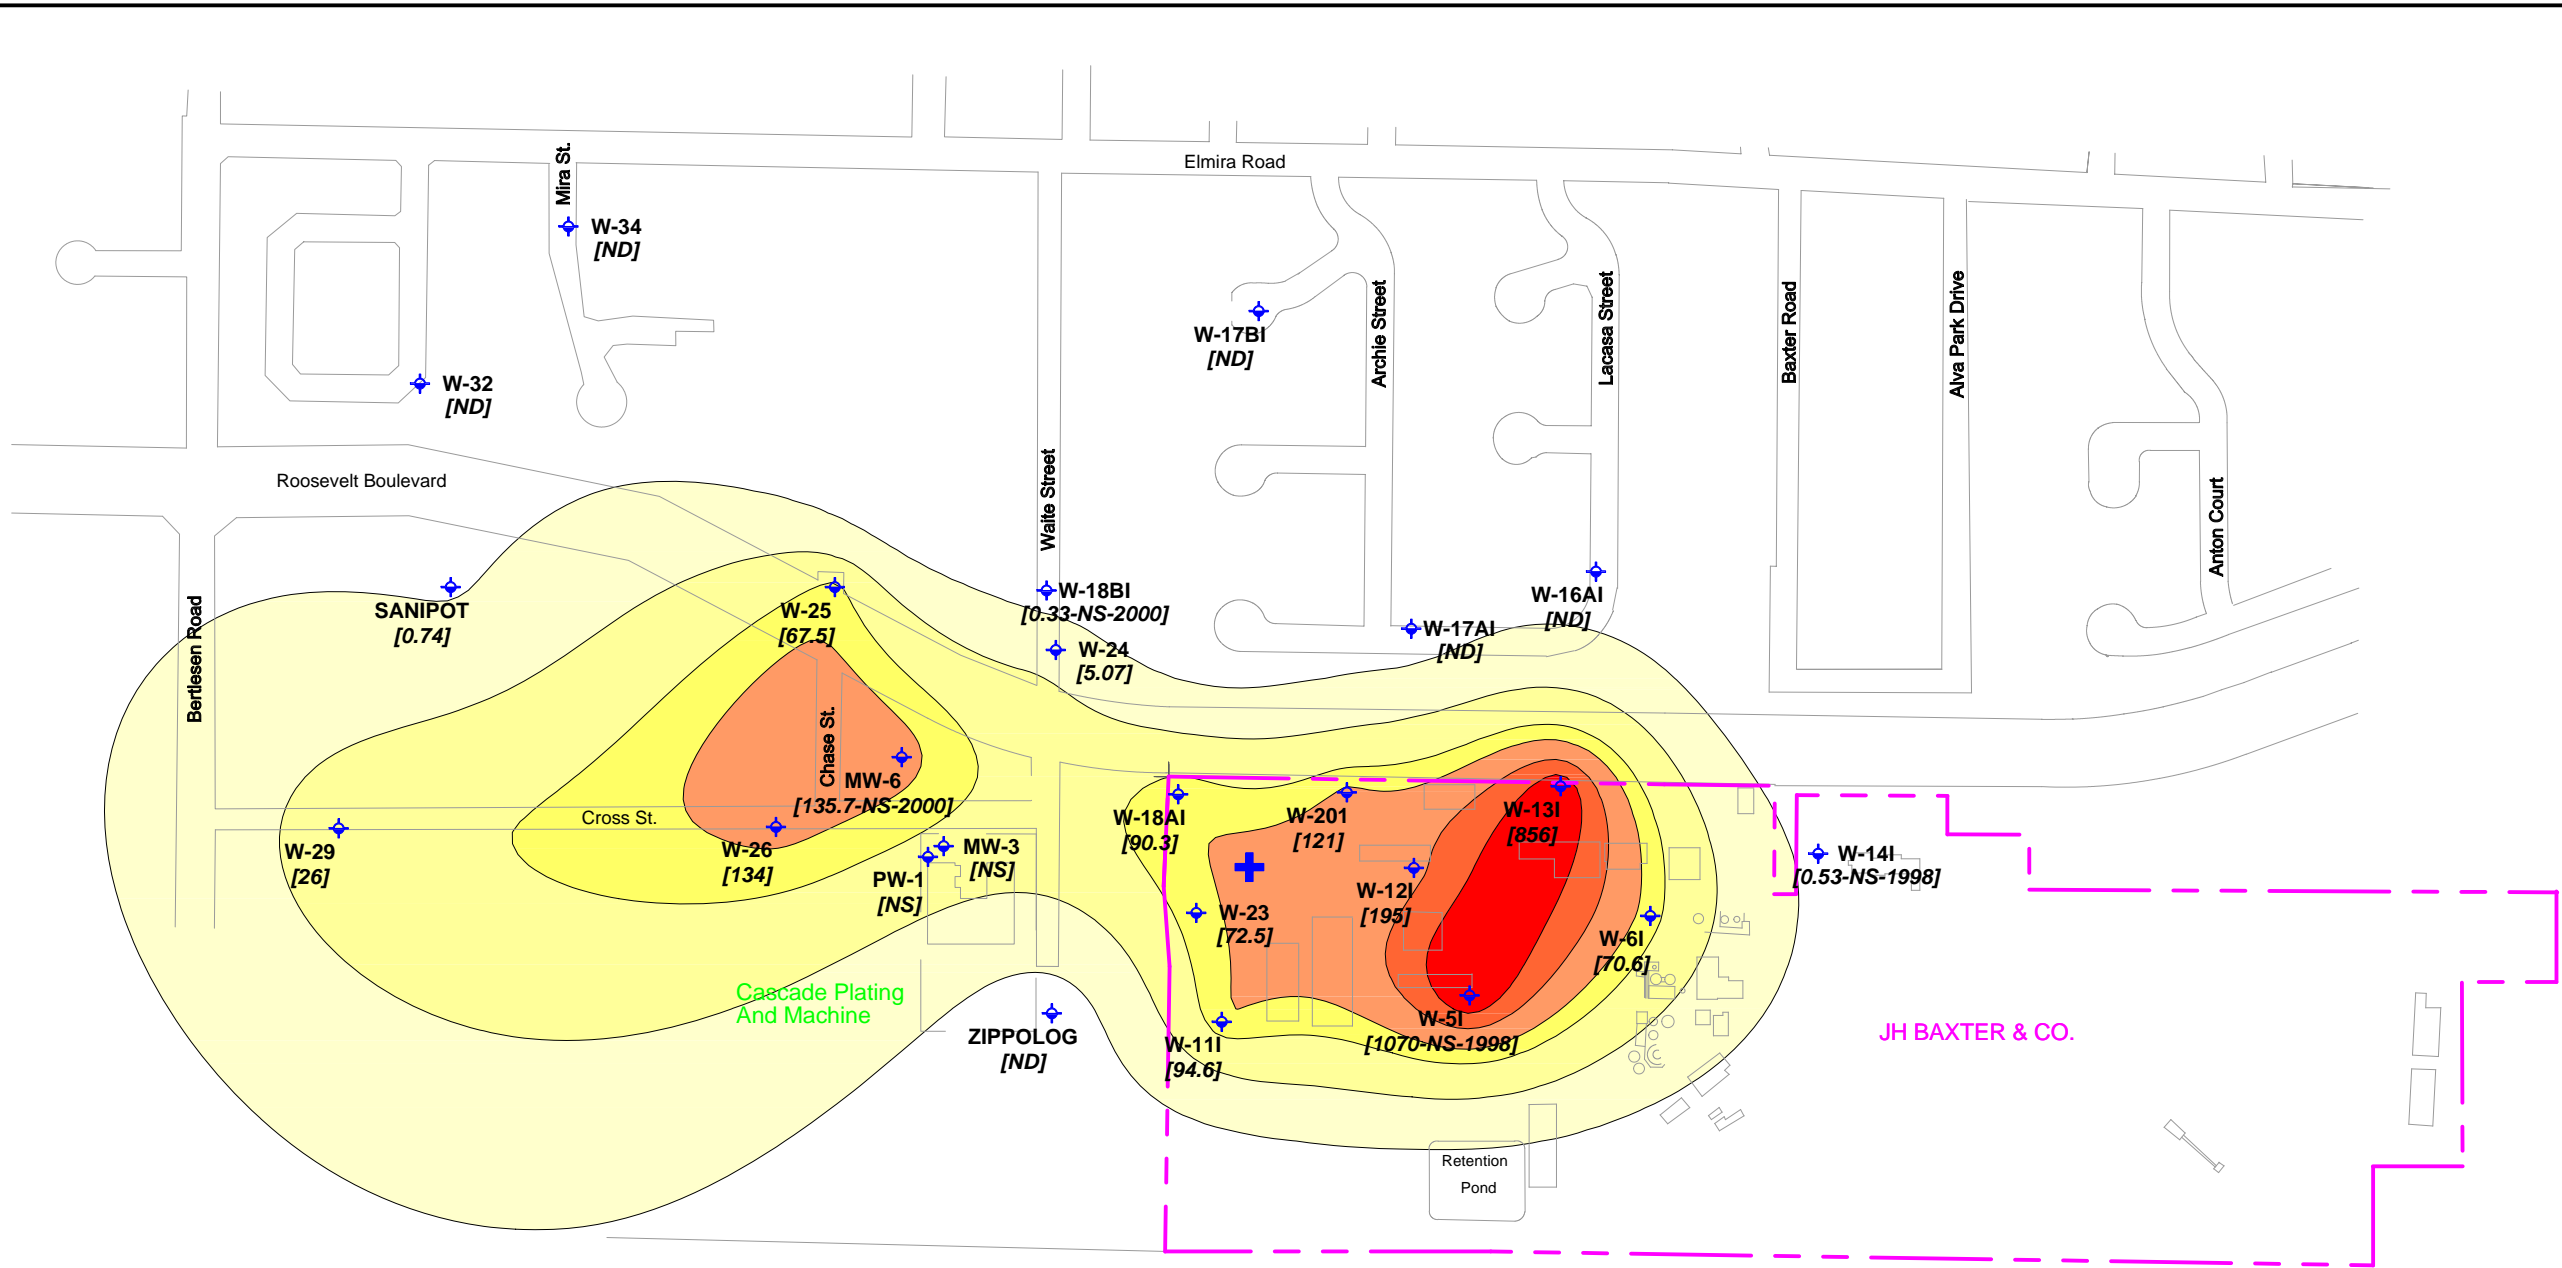 Elmira Road
Mira St.
W-34
[ND]
W-17BI
[ND]
Archie Street
Lacasa Street
Baxter Road
Alva Park Drive
W-32
[ND]
Roosevelt Boulevard
Waite Street
Anton Court
SANIPOT
[0.74]
W-25
[67.5]
W-18BI
[0.33-NS-2000]
W-24
[5.07]
W-16AI
[ND]
W-17AI
[ND]
Bertlesen Road
Chase St.
MW-6
[135.7-NS-2000]
Cross St.
W-29
[26]
W-26
[134]
MW-3
[NS]
PW-1
[NS]
W-18AI
[90.3]
W-201
[121]
W-13I
[856]
W-12I
[195]
W-14I
[0.53-NS-1998]
W-23
[72.5]
W-6I
[70.6]
Cascade Plating
And Machine
ZIPPOLOG
[ND]
W-11I
[94.6]
W-5I
[1070-NS-1998]
JH BAXTER & CO.
Retention
Pond